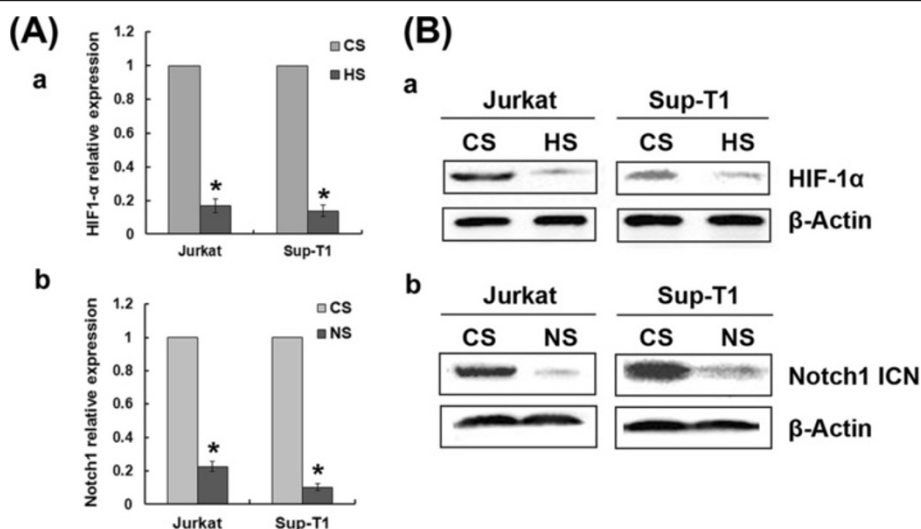 (A)
a
HIF1-α relative expression
1.2
1
0.8
0.6
0.4
0.2
0
CS
HS
*
*
Jurkat
Sup-T1
b
Notch1 relative expression
1.2
1
0.8
0.6
0.4
0.2
0
CS
NS
*
*
Jurkat
Sup-T1
(B)
a
Jurkat Sup-T1
CS HS CS HS
HIF-1α
β-Actin
b
Jurkat Sup-T1
CS NS CS NS
Notch1 ICN
β-Actin